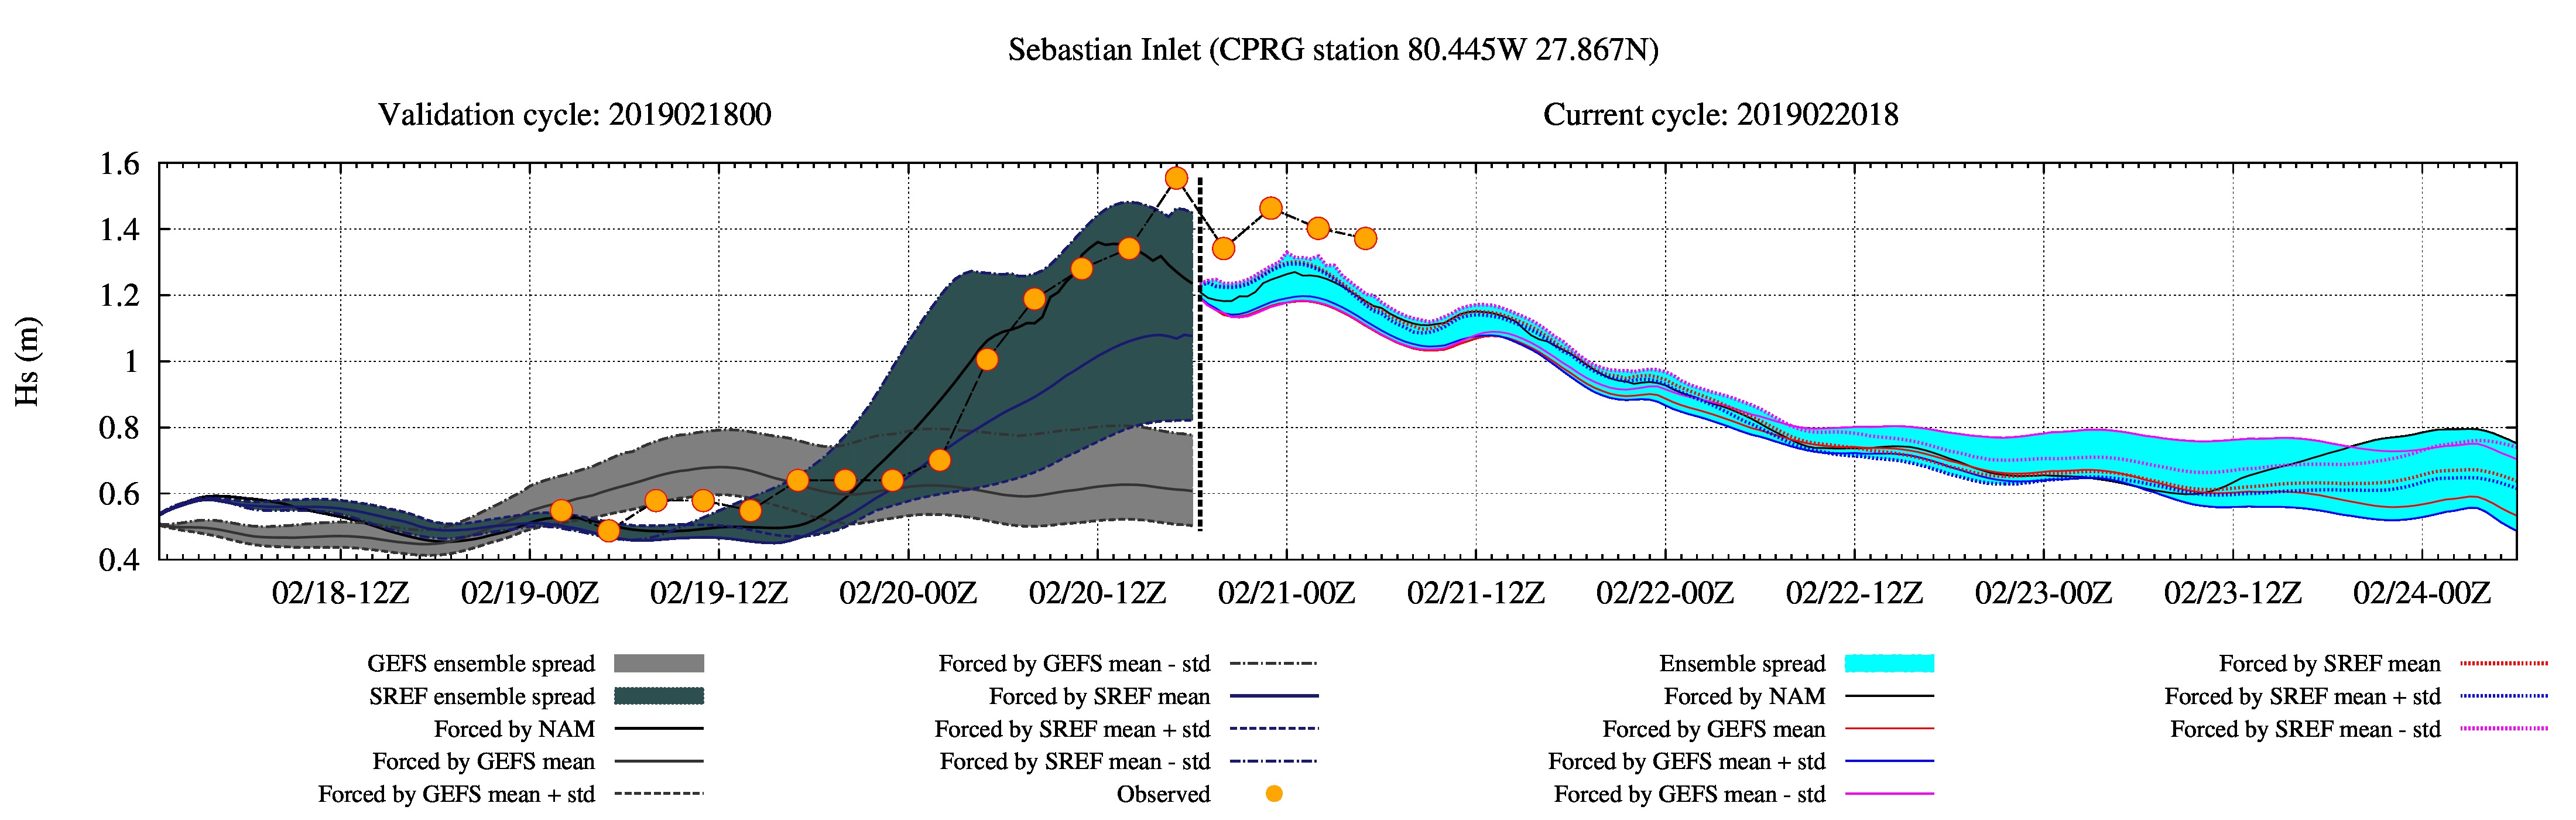 Sebastian Inlet (CPRG station 80.445W 27.867N)
Validation cycle: 2019021800
Current cycle: 2019022018
Hs (m)
1.6
1.4
1.2
1
0.8
0.6
0.4
02/18-12Z
02/19-00Z
02/19-12Z
02/20-00Z
02/20-12Z
02/21-00Z
02/21-12Z
02/22-00Z
02/22-12Z
02/23-00Z
02/23-12Z
02/24-00Z
GEFS ensemble spread
SREF ensemble spread
Forced by NAM
Forced by GEFS mean
Forced by GEFS mean + std
Forced by GEFS mean - std
Forced by SREF mean
Forced by SREF mean + std
Forced by SREF mean - std
Observed
Ensemble spread
Forced by NAM
Forced by GEFS mean
Forced by GEFS mean + std
Forced by GEFS mean - std
Forced by SREF mean
Forced by SREF mean + std
Forced by SREF mean - std